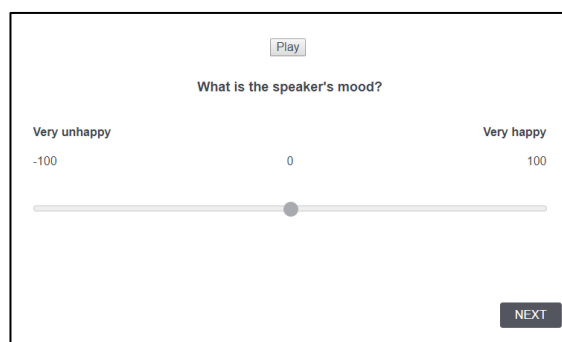 Play
What is the speaker's mood?
Very unhappy Very happy
-100 0 100
NEXT